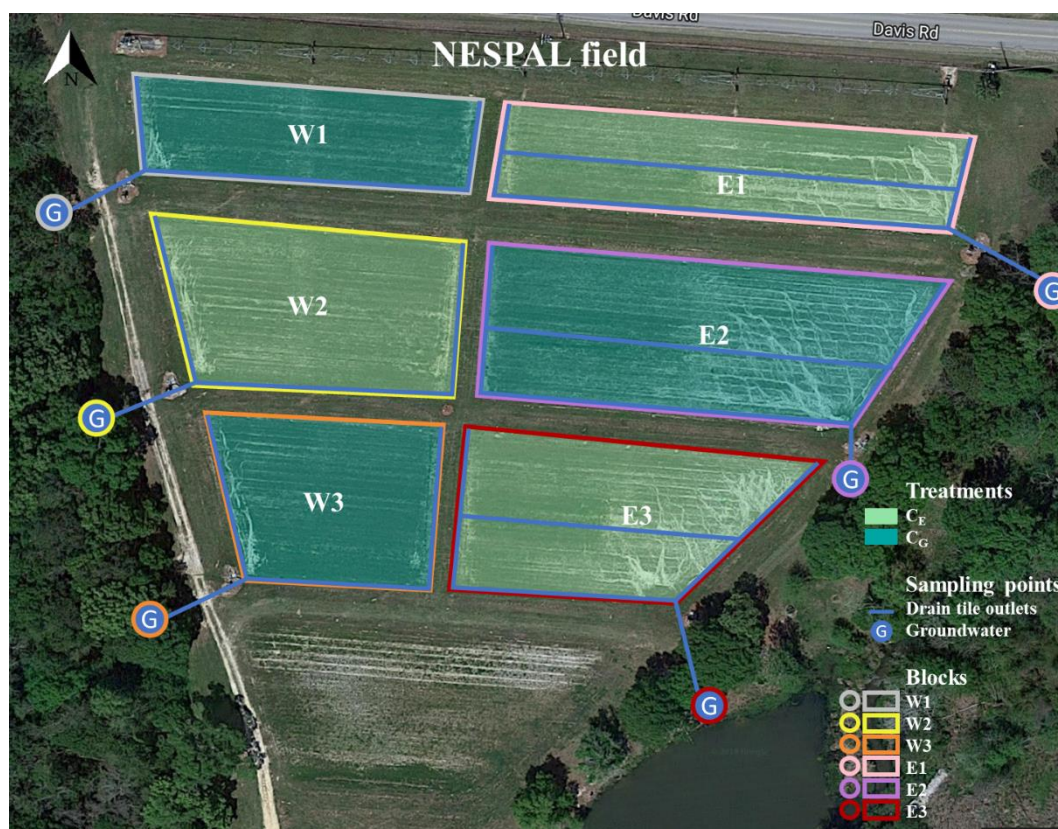 Davis Rd
Davis Rd
NESPAL field
N
W1
E1
G
W2
E2
G
G
W3
E3
G
G
G
Treatments
CE
CG
Sampling points
Drain tile outlets
G Groundwater
Blocks
W1
W2
W3
E1
E2
E3